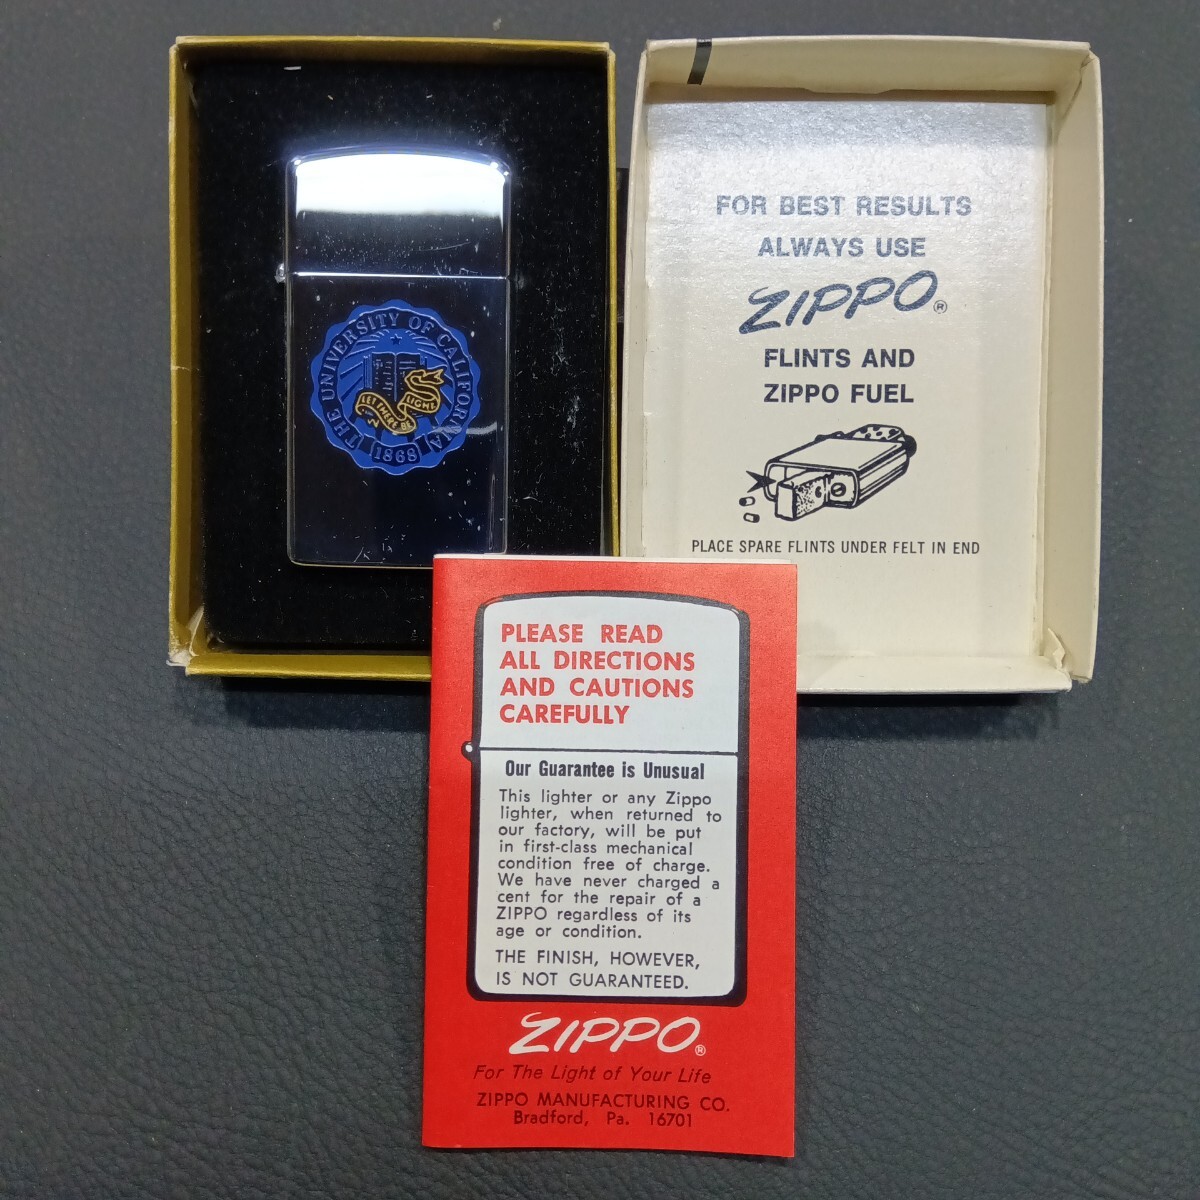 THE UNIVERSITY OF CALIFORNIA
LET THERE BE LIGHT
1868
FOR BEST RESULTS
ALWAYS USE
ZIPPO®
FLINTS AND
ZIPPO FUEL
PLACE SPARE FLINTS UNDER FELT IN END
PLEASE READ
ALL DIRECTIONS
AND CAUTIONS
CAREFULLY
Our Guarantee is Unusual
This lighter or any Zippo
lighter, when returned to
our factory, will be put
in first-class mechanical
condition free of charge.
We have never charged a
cent for the repair of a
ZIPPO regardless of its
age or condition.
THE FINISH, HOWEVER,
IS NOT GUARANTEED.
ZIPPO®
For The Light of Your Life
ZIPPO MANUFACTURING CO.
Bradford, Pa. 16701